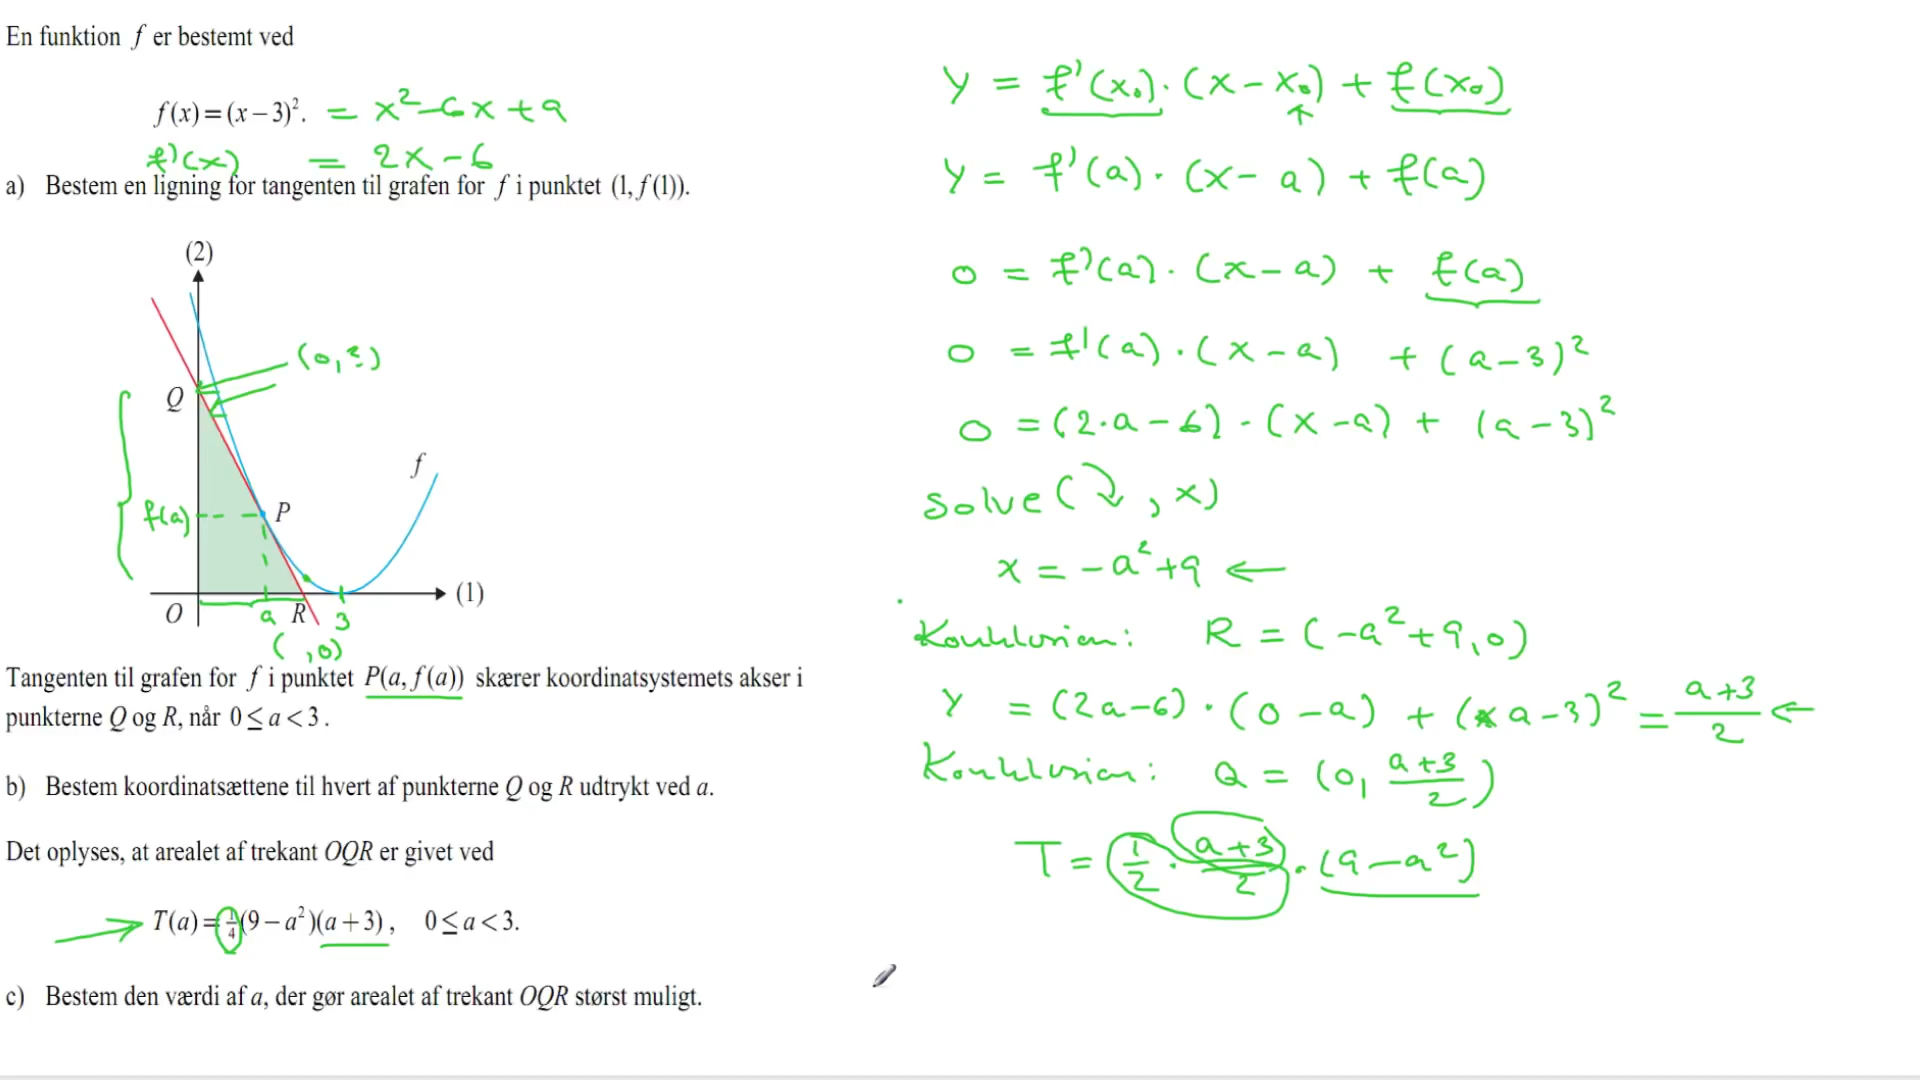 En funktion f er bestemt ved
f(x)=(x−3)². = x²−6x+9
f'(x) = 2x−6
a) Bestem en ligning for tangenten til grafen for f i punktet (1, f(1)).
(2)
(0,?)
Q
f
f(a)
P
(1)
O
a
R
3
( ,0)
Tangenten til grafen for f i punktet P(a, f(a)) skærer koordinatsystemets akser i
punkterne Q og R, når 0≤a<3.
b) Bestem koordinatsættene til hvert af punkterne Q og R udtrykt ved a.
Det oplyses, at arealet af trekant OQR er givet ved
T(a)=¼(9−a²)(a+3), 0≤a<3.
c) Bestem den værdi af a, der gør arealet af trekant OQR størst muligt.
y = f'(x₀)·(x−x₀)+f(x₀)
y = f'(a)·(x−a)+f(a)
0 = f'(a)·(x−a) + f(a)
0 = f'(a)·(x−a) + (a−3)²
0 = (2·a−6)·(x−a) + (a−3)²
solve( , x)
x = −a²+9 ←
Konklusion: R = (−a²+9,0)
y = (2a−6)·(0−a) + (a−3)² = (a+3)/2 ←
Konklusion: Q = (0, (a+3)/2)
T = 1/2 · (a+3)/2 · (9−a²)